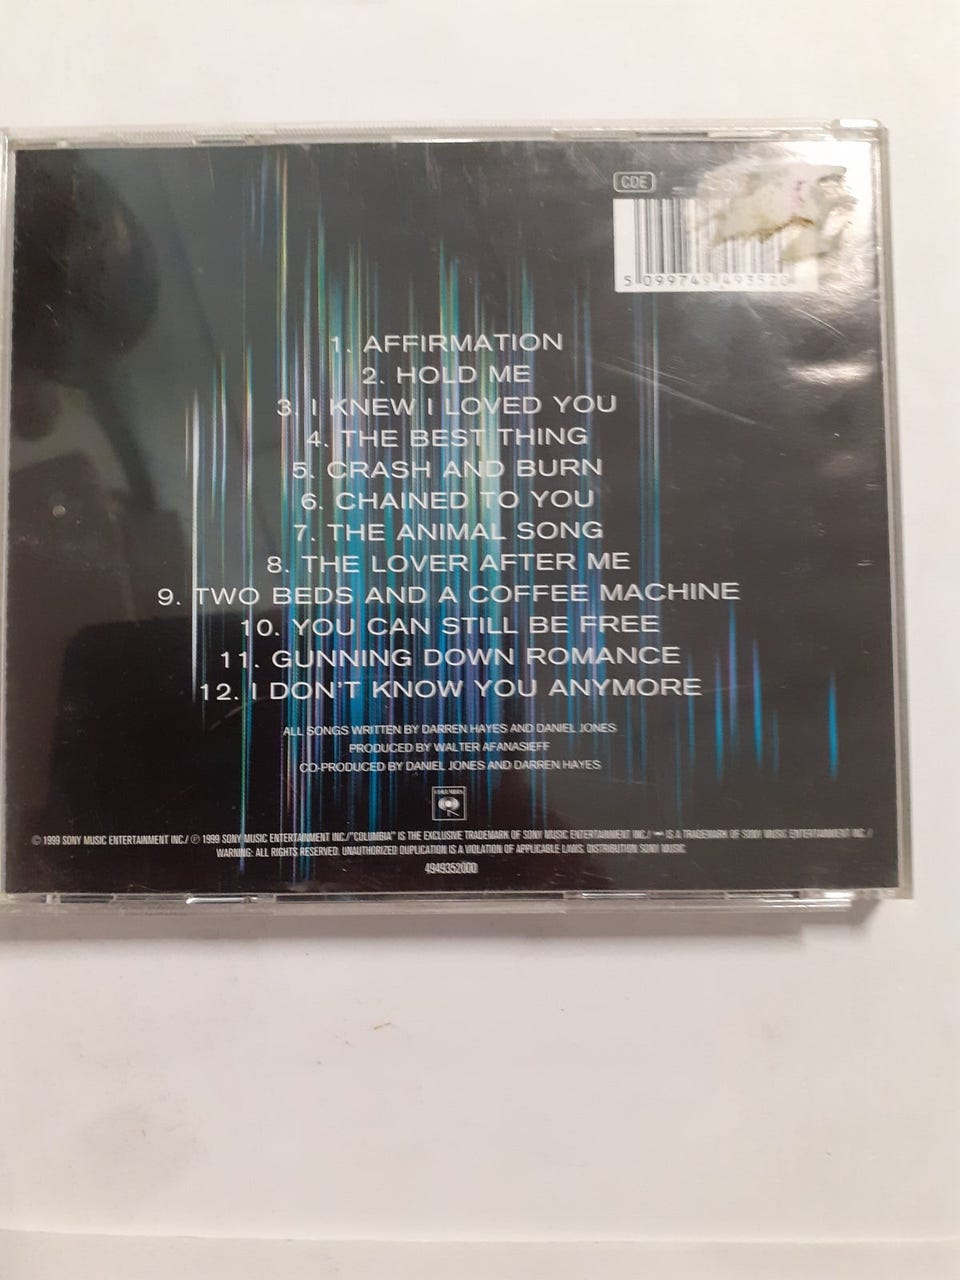 CDE
5 099749 493520
1. AFFIRMATION
2. HOLD ME
3. I KNEW I LOVED YOU
4. THE BEST THING
5. CRASH AND BURN
6. CHAINED TO YOU
7. THE ANIMAL SONG
8. THE LOVER AFTER ME
9. TWO BEDS AND A COFFEE MACHINE
10. YOU CAN STILL BE FREE
11. GUNNING DOWN ROMANCE
12. I DON'T KNOW YOU ANYMORE
ALL SONGS WRITTEN BY DARREN HAYES AND DANIEL JONES
PRODUCED BY WALTER AFANASIEFF
CO-PRODUCED BY DANIEL JONES AND DARREN HAYES
COLUMBIA
© 1999 SONY MUSIC ENTERTAINMENT INC./ ℗ 1999 SONY MUSIC ENTERTAINMENT INC./"COLUMBIA" IS THE EXCLUSIVE TRADEMARK OF SONY MUSIC ENTERTAINMENT INC./ IS A TRADEMARK OF SONY MUSIC ENTERTAINMENT INC./
WARNING: ALL RIGHTS RESERVED. UNAUTHORIZED DUPLICATION IS A VIOLATION OF APPLICABLE LAWS. DISTRIBUTION SONY MUSIC
4949352000